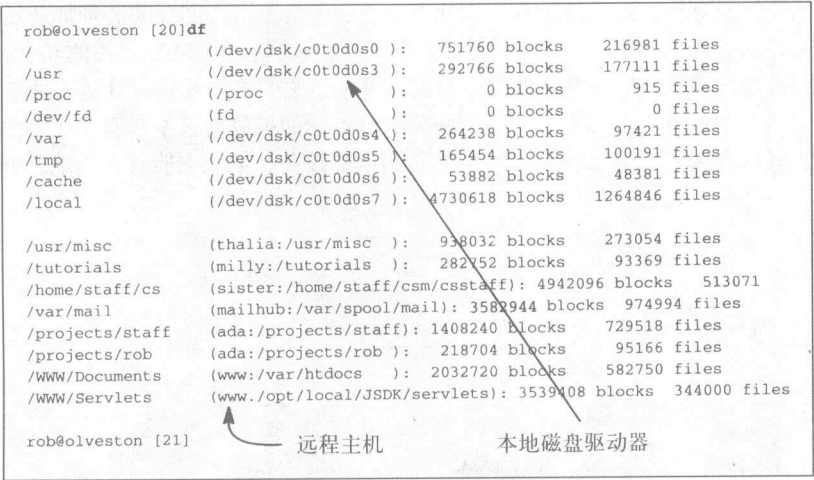 rob@olveston [20]df
/ (/dev/dsk/c0t0d0s0 ): 751760 blocks 216981 files
/usr (/dev/dsk/c0t0d0s3 ): 292766 blocks 177111 files
/proc (/proc ): 0 blocks 915 files
/dev/fd (fd ): 0 blocks 0 files
/var (/dev/dsk/c0t0d0s4 ): 264238 blocks 97421 files
/tmp (/dev/dsk/c0t0d0s5 ): 165454 blocks 100191 files
/cache (/dev/dsk/c0t0d0s6 ): 53882 blocks 48381 files
/local (/dev/dsk/c0t0d0s7 ): 4730618 blocks 1264846 files
/usr/misc (thalia:/usr/misc ): 938032 blocks 273054 files
/tutorials (milly:/tutorials ): 282752 blocks 93369 files
/home/staff/cs (sister:/home/staff/csm/csstaff): 4942096 blocks 513071
/var/mail (mailhub:/var/spool/mail): 3582944 blocks 974994 files
/projects/staff (ada:/projects/staff): 1408240 blocks 729518 files
/projects/rob (ada:/projects/rob ): 218704 blocks 95166 files
/WWW/Documents (www:/var/htdocs ): 2032720 blocks 582750 files
/WWW/Servlets (www./opt/local/JSDK/servlets): 3539408 blocks 344000 files
rob@olveston [21]
远程主机 本地磁盘驱动器